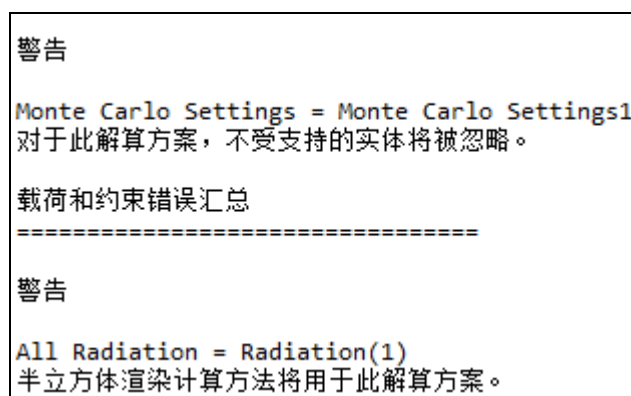 警告
Monte Carlo Settings = Monte Carlo Settings1
对于此解算方案，不受支持的实体将被忽略。
载荷和约束错误汇总
=================================
警告
All Radiation = Radiation(1)
半立方体渲染计算方法将用于此解算方案。